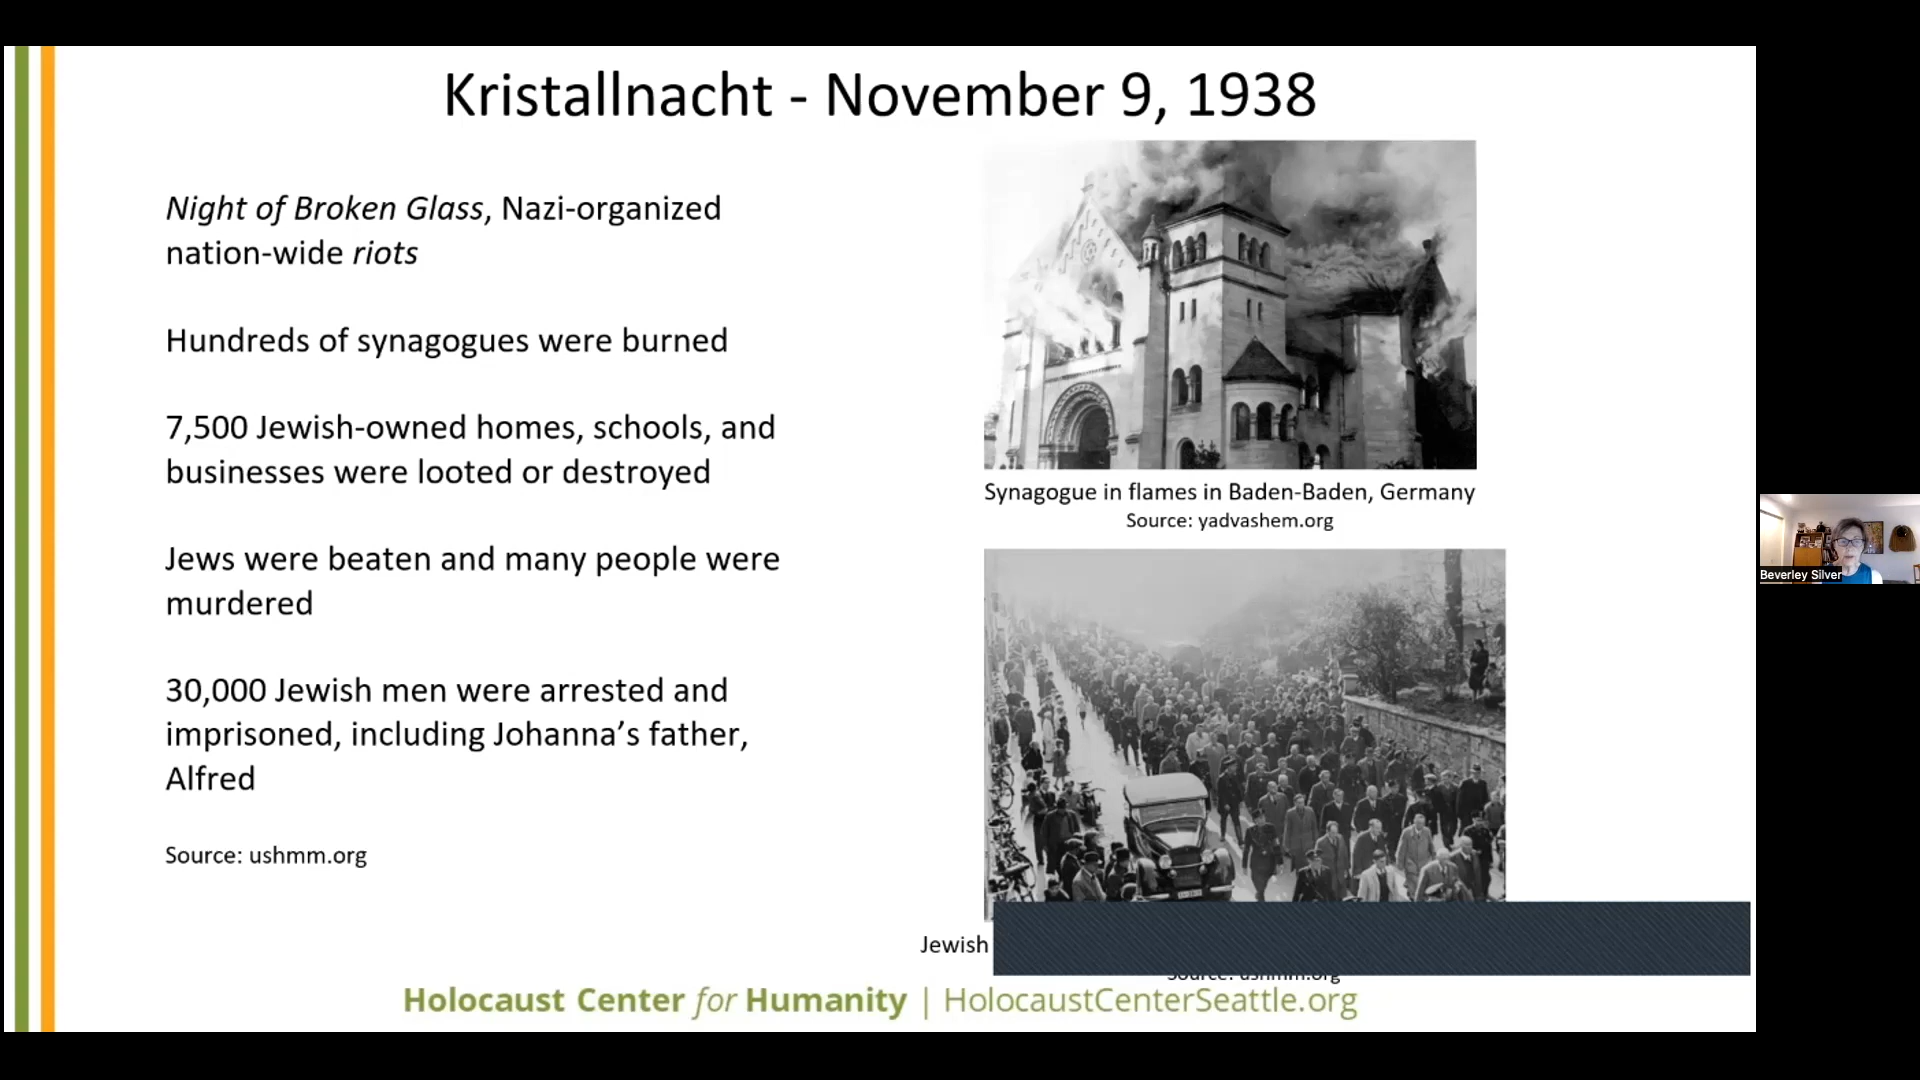 Kristallnacht - November 9, 1938
Night of Broken Glass, Nazi-organized
nation-wide riots
Hundreds of synagogues were burned
7,500 Jewish-owned homes, schools, and
businesses were looted or destroyed
Jews were beaten and many people were
murdered
30,000 Jewish men were arrested and
imprisoned, including Johanna’s father,
Alfred
Source: ushmm.org
Synagogue in flames in Baden-Baden, Germany
Source: yadvashem.org
Jewish
Source: ushmm.org
Holocaust Center for Humanity | HolocaustCenterSeattle.org
Beverley Silver